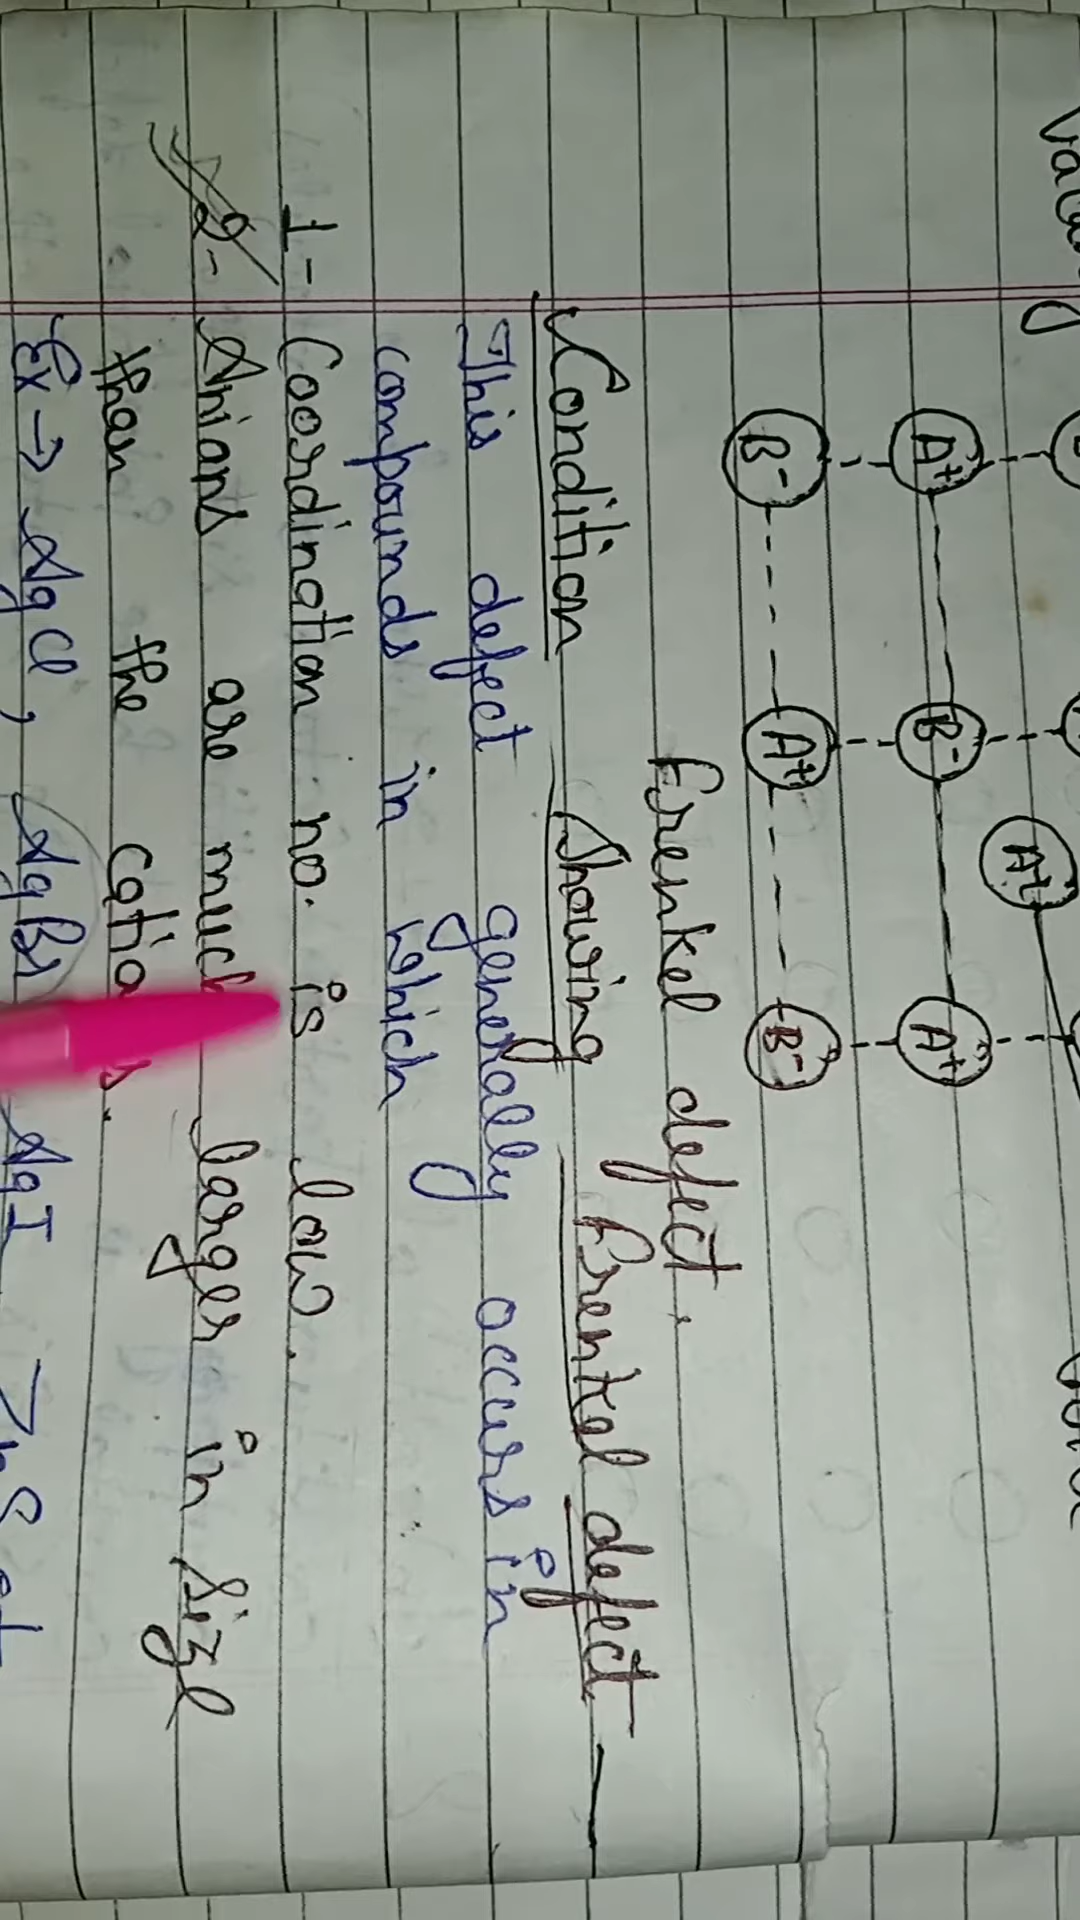 A+
B- A+
A+ B- A+
B- A+ B-
Frenkel defect.
Condition Showing Frenkel defect —
This defect generally occurs in
compounds in which
1- Coordination no. is low.
2- Anions are much larger in size
than the cations.
Ex → AgCl, AgBr AgI ZnS